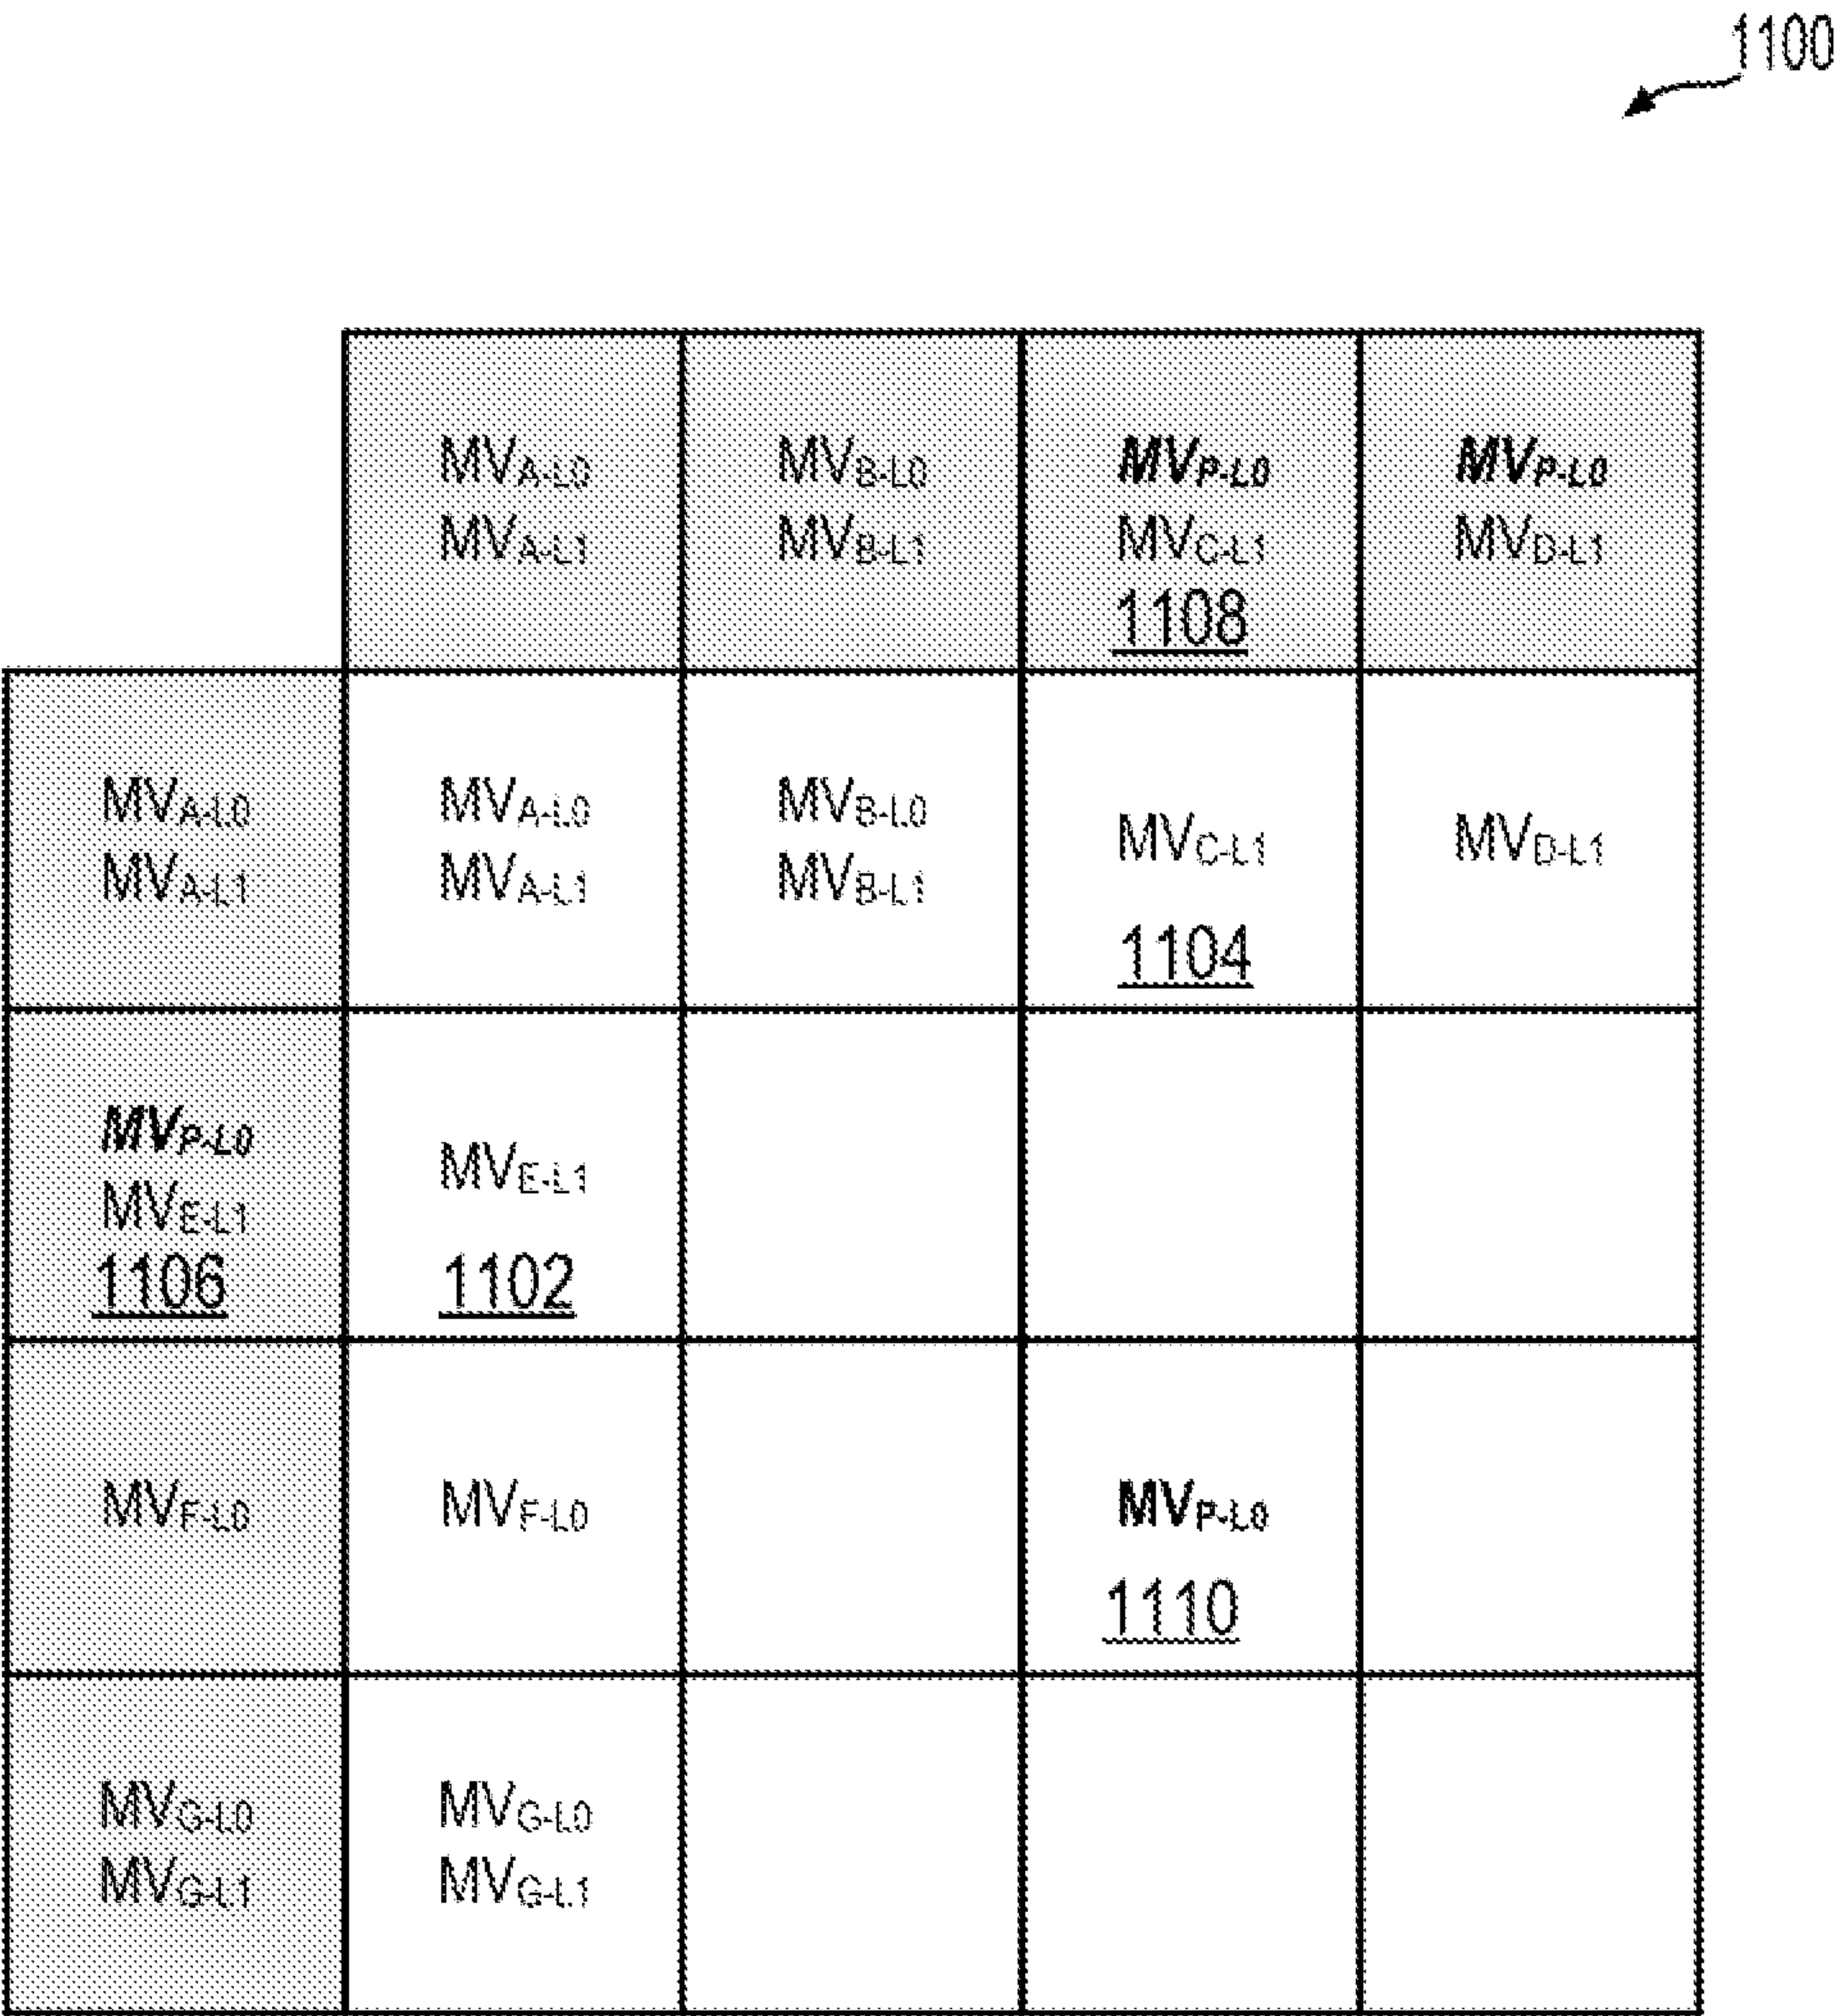 1100
MVA-L0 MVB-L0 MVP-L0 MVP-L0
MVA-L1 MVB-L1 MVC-L1 MVD-L1
1108
MVA-L0 MVA-L0 MVB-L0
MVA-L1 MVA-L1 MVB-L1 MVC-L1 MVD-L1
1104
MVP-L0
MVE-L1 MVE-L1
1106 1102
MVF-L0 MVF-L0 MVP-L0
1110
MVG-L0 MVG-L0
MVG-L1 MVG-L1